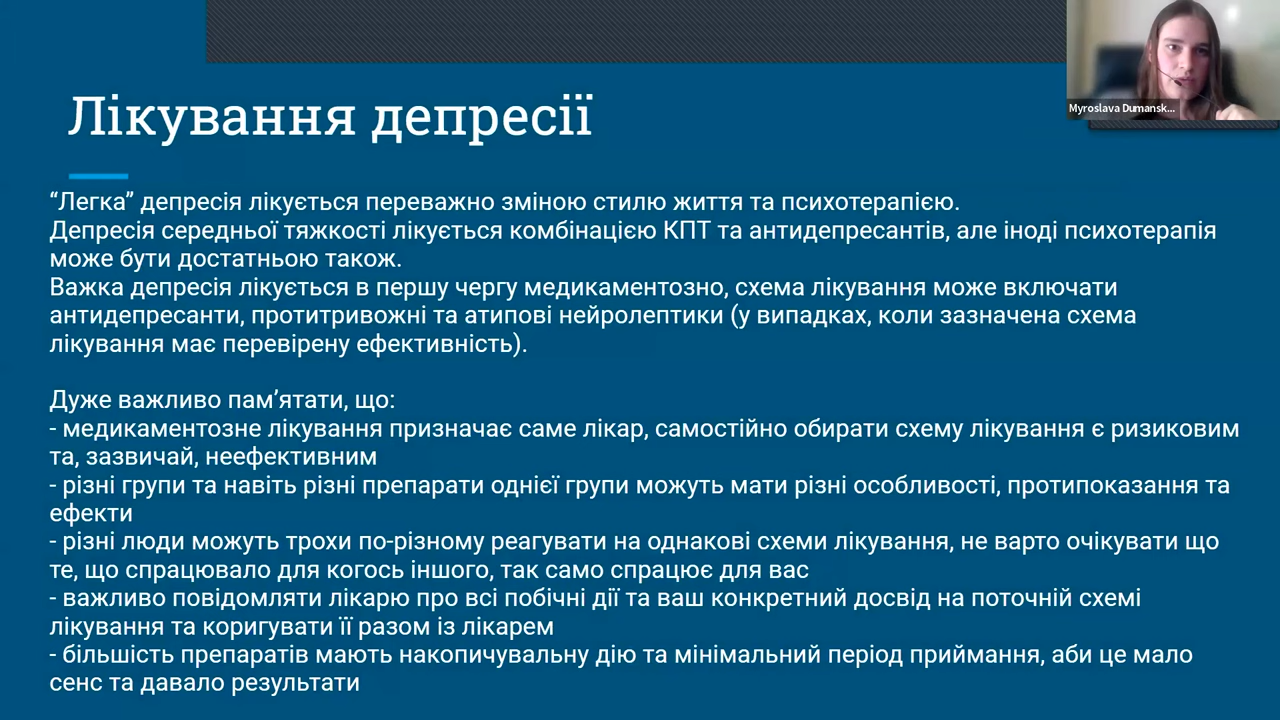 Myroslava Dumansk...
Лікування депресії
“Легка” депресія лікується переважно зміною стилю життя та психотерапією.
Депресія середньої тяжкості лікується комбінацією КПТ та антидепресантів, але іноді психотерапія
може бути достатньою також.
Важка депресія лікується в першу чергу медикаментозно, схема лікування може включати
антидепресанти, протитривожні та атипові нейролептики (у випадках, коли зазначена схема
лікування має перевірену ефективність).
Дуже важливо пам’ятати, що:
- медикаментозне лікування призначає саме лікар, самостійно обирати схему лікування є ризиковим
та, зазвичай, неефективним
- різні групи та навіть різні препарати однієї групи можуть мати різні особливості, протипоказання та
ефекти
- різні люди можуть трохи по-різному реагувати на однакові схеми лікування, не варто очікувати що
те, що спрацювало для когось іншого, так само спрацює для вас
- важливо повідомляти лікарю про всі побічні дії та ваш конкретний досвід на поточній схемі
лікування та коригувати її разом із лікарем
- більшість препаратів мають накопичувальну дію та мінімальний період приймання, аби це мало
сенс та давало результати